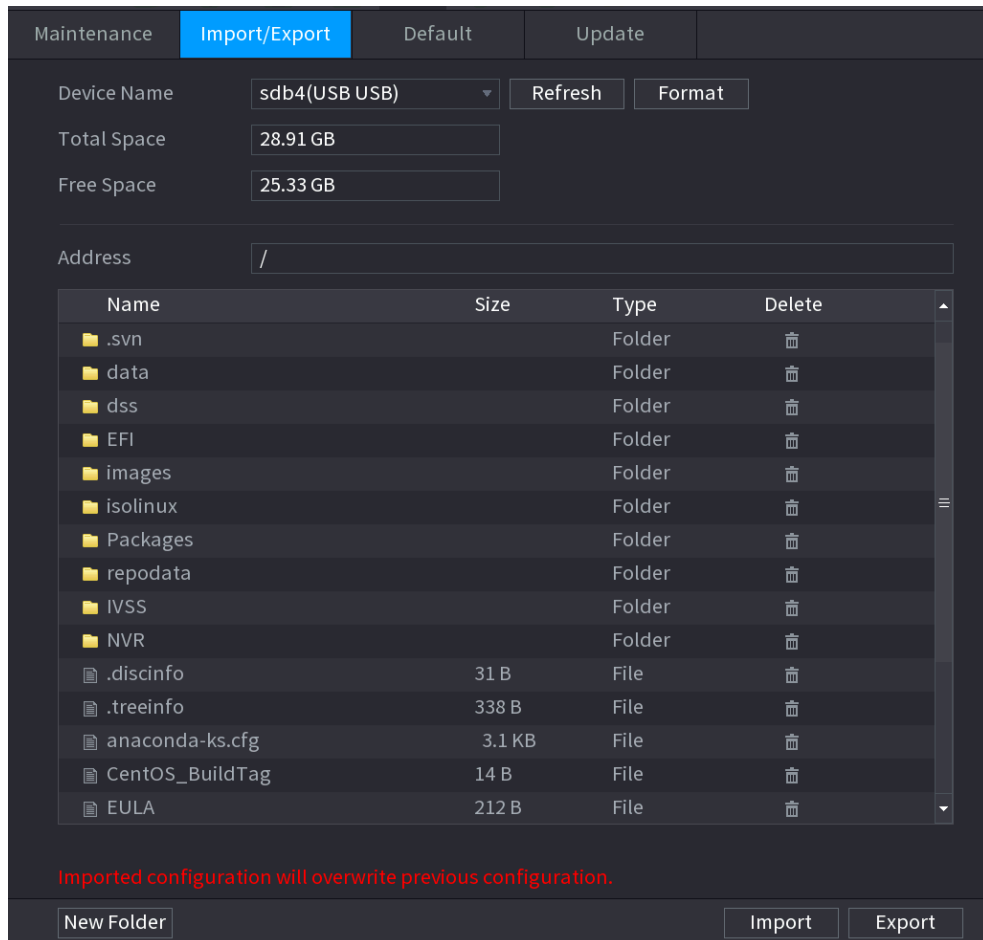 Maintenance Import/Export Default Update
Device Name sdb4(USB USB) Refresh Format
Total Space 28.91 GB
Free Space 25.33 GB
Address /
Name Size Type Delete
.svn Folder
data Folder
dss Folder
EFI Folder
images Folder
isolinux Folder
Packages Folder
repodata Folder
IVSS Folder
NVR Folder
.discinfo 31 B File
.treeinfo 338 B File
anaconda-ks.cfg 3.1 KB File
CentOS_BuildTag 14 B File
EULA 212 B File
Imported configuration will overwrite previous configuration.
New Folder Import Export